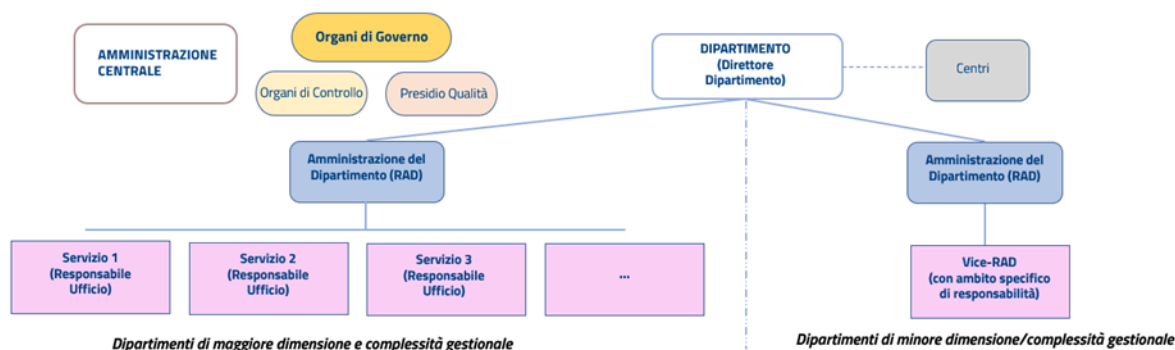 AMMINISTRAZIONE
CENTRALE
Organi di Governo
Organi di Controllo
Presidio Qualità
DIPARTIMENTO
(Direttore
Dipartimento)
Centri
Amministrazione del
Dipartimento (RAD)
Amministrazione del
Dipartimento (RAD)
Servizio 1
(Responsabile
Ufficio)
Servizio 2
(Responsabile
Ufficio)
Servizio 3
(Responsabile
Ufficio)
...
Vice-RAD
(con ambito specifico
di responsabilità)
Dipartimenti di maggiore dimensione e complessità gestionale
Dipartimenti di minore dimensione/complessità gestionale